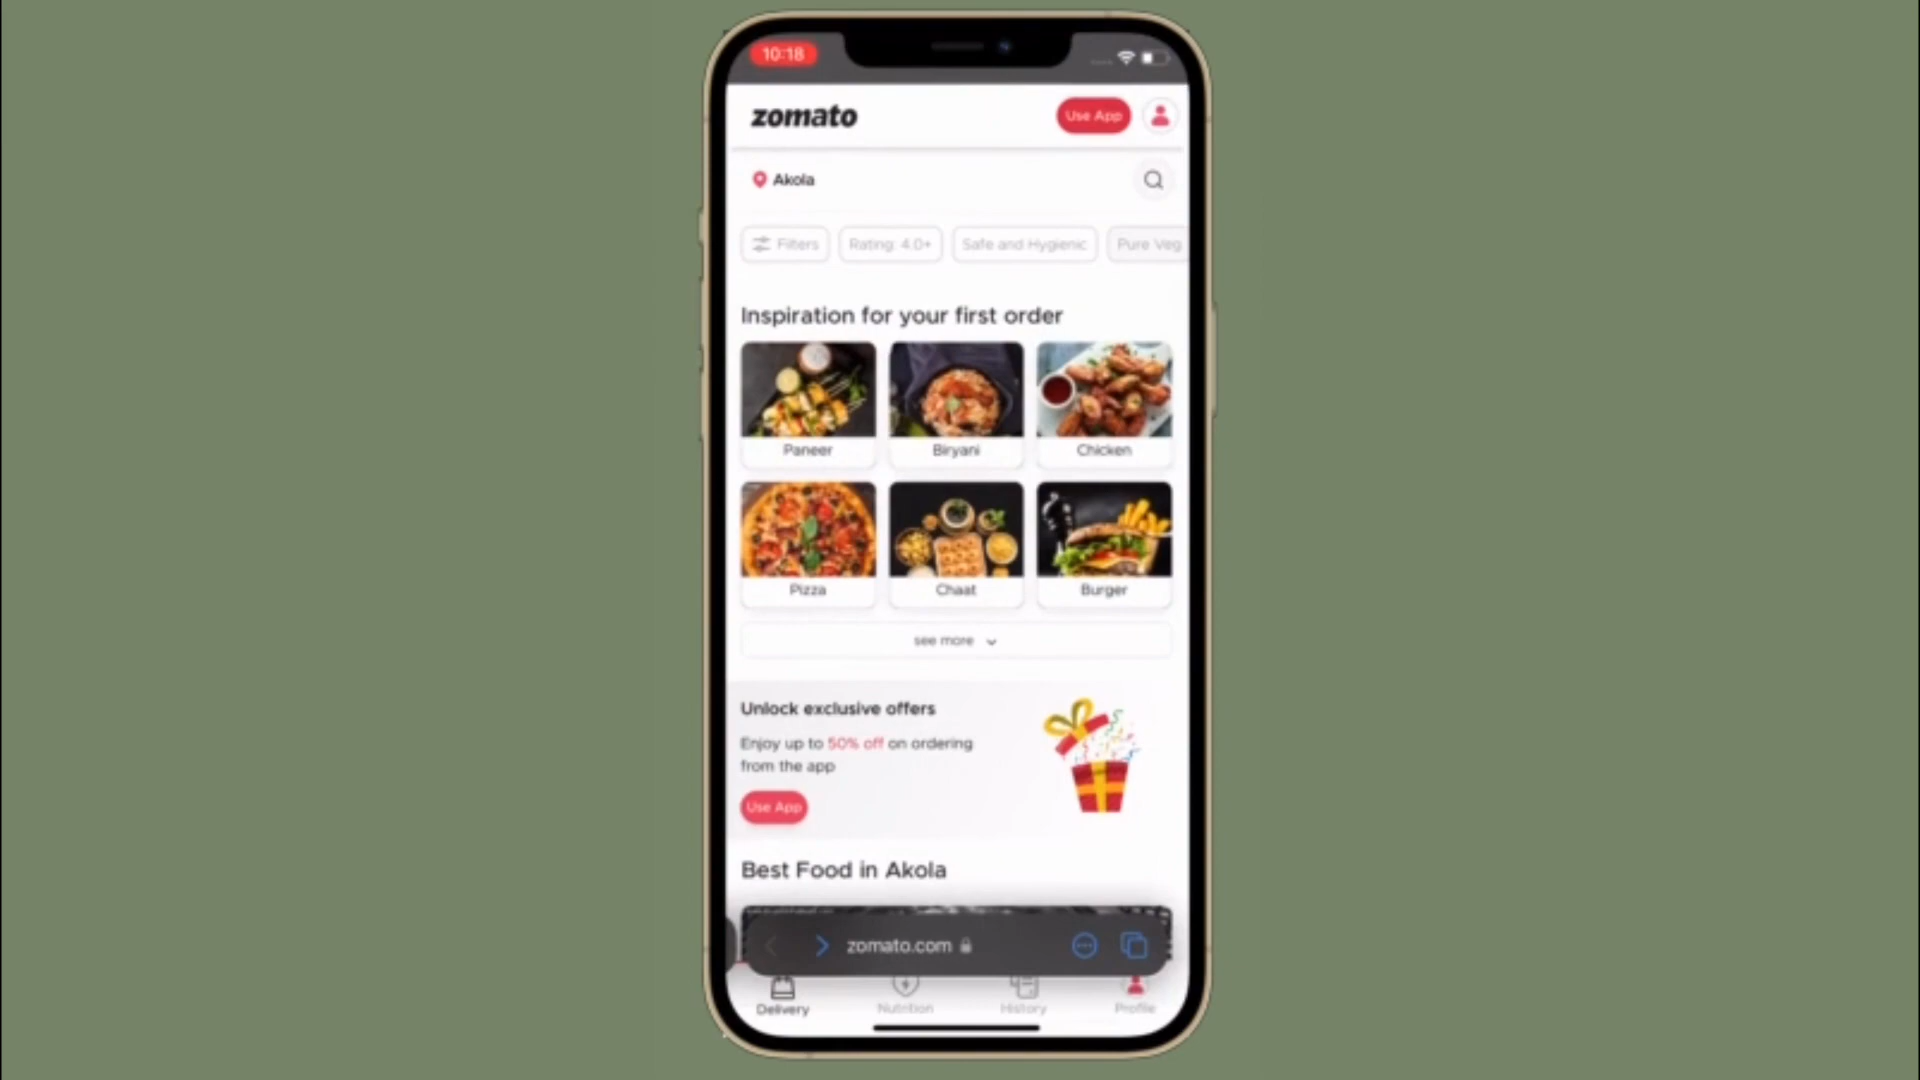 10:18
zomato
Use App
Akola
Filters
Rating: 4.0+
Safe and Hygienic
Pure Veg
Inspiration for your first order
Paneer
Biryani
Chicken
Pizza
Chaat
Burger
see more
Unlock exclusive offers
Enjoy up to 50% off on ordering
from the app
Use App
Best Food in Akola
zomato.com
Delivery
Nutrition
History
Profile